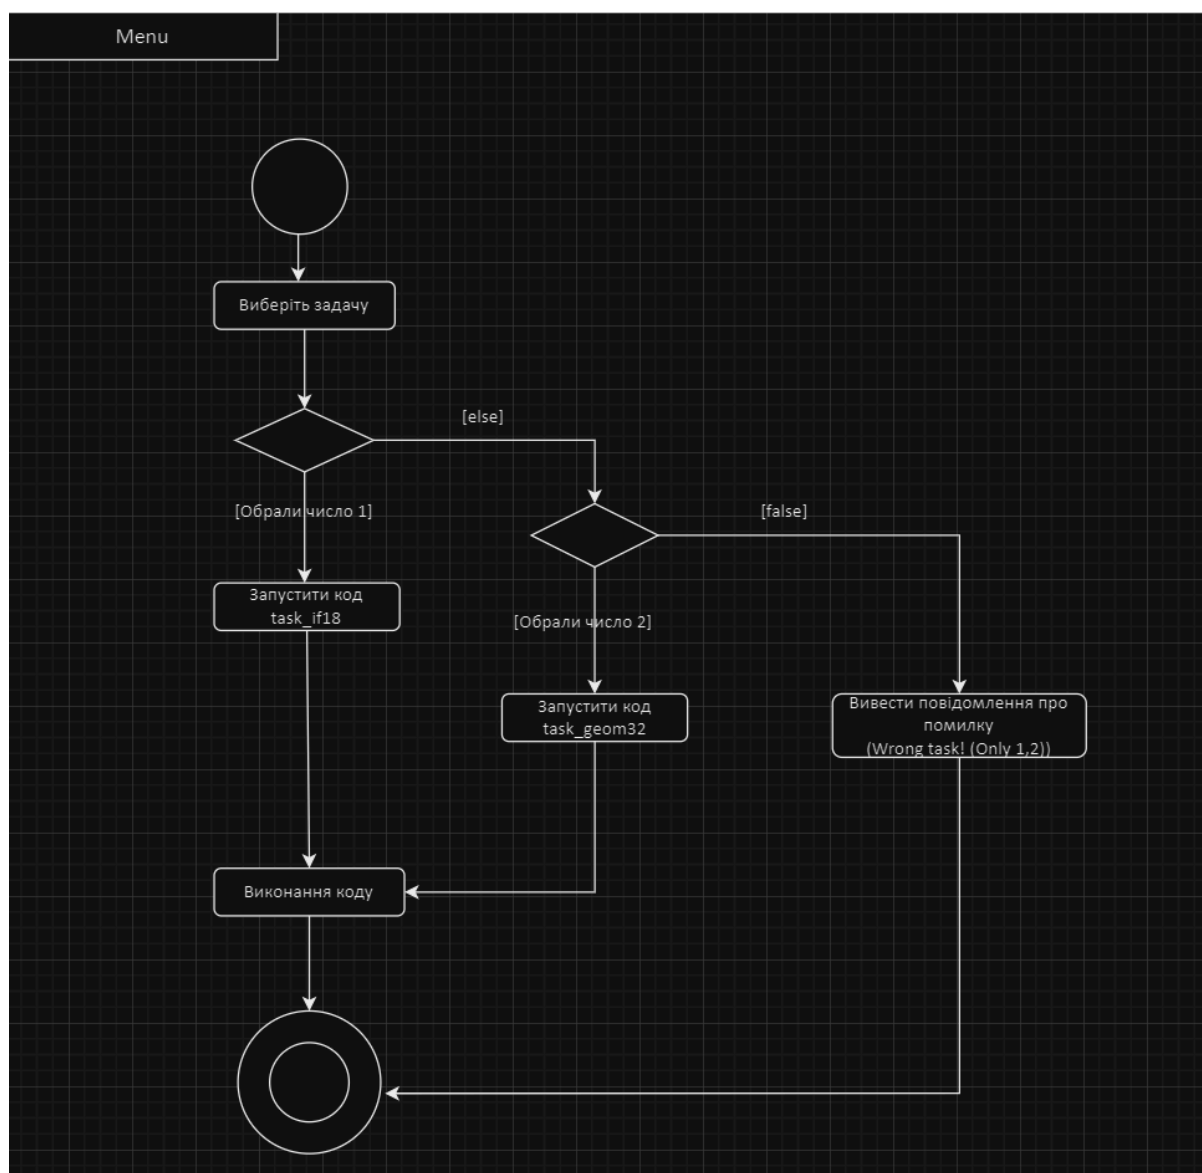 Menu
Виберіть задачу
[else]
[Обрали число 1]
[false]
Запустити код
task_if18
[Обрали число 2]
Запустити код
task_geom32
Вивести повідомлення про
помилку
(Wrong task! (Only 1,2))
Виконання коду